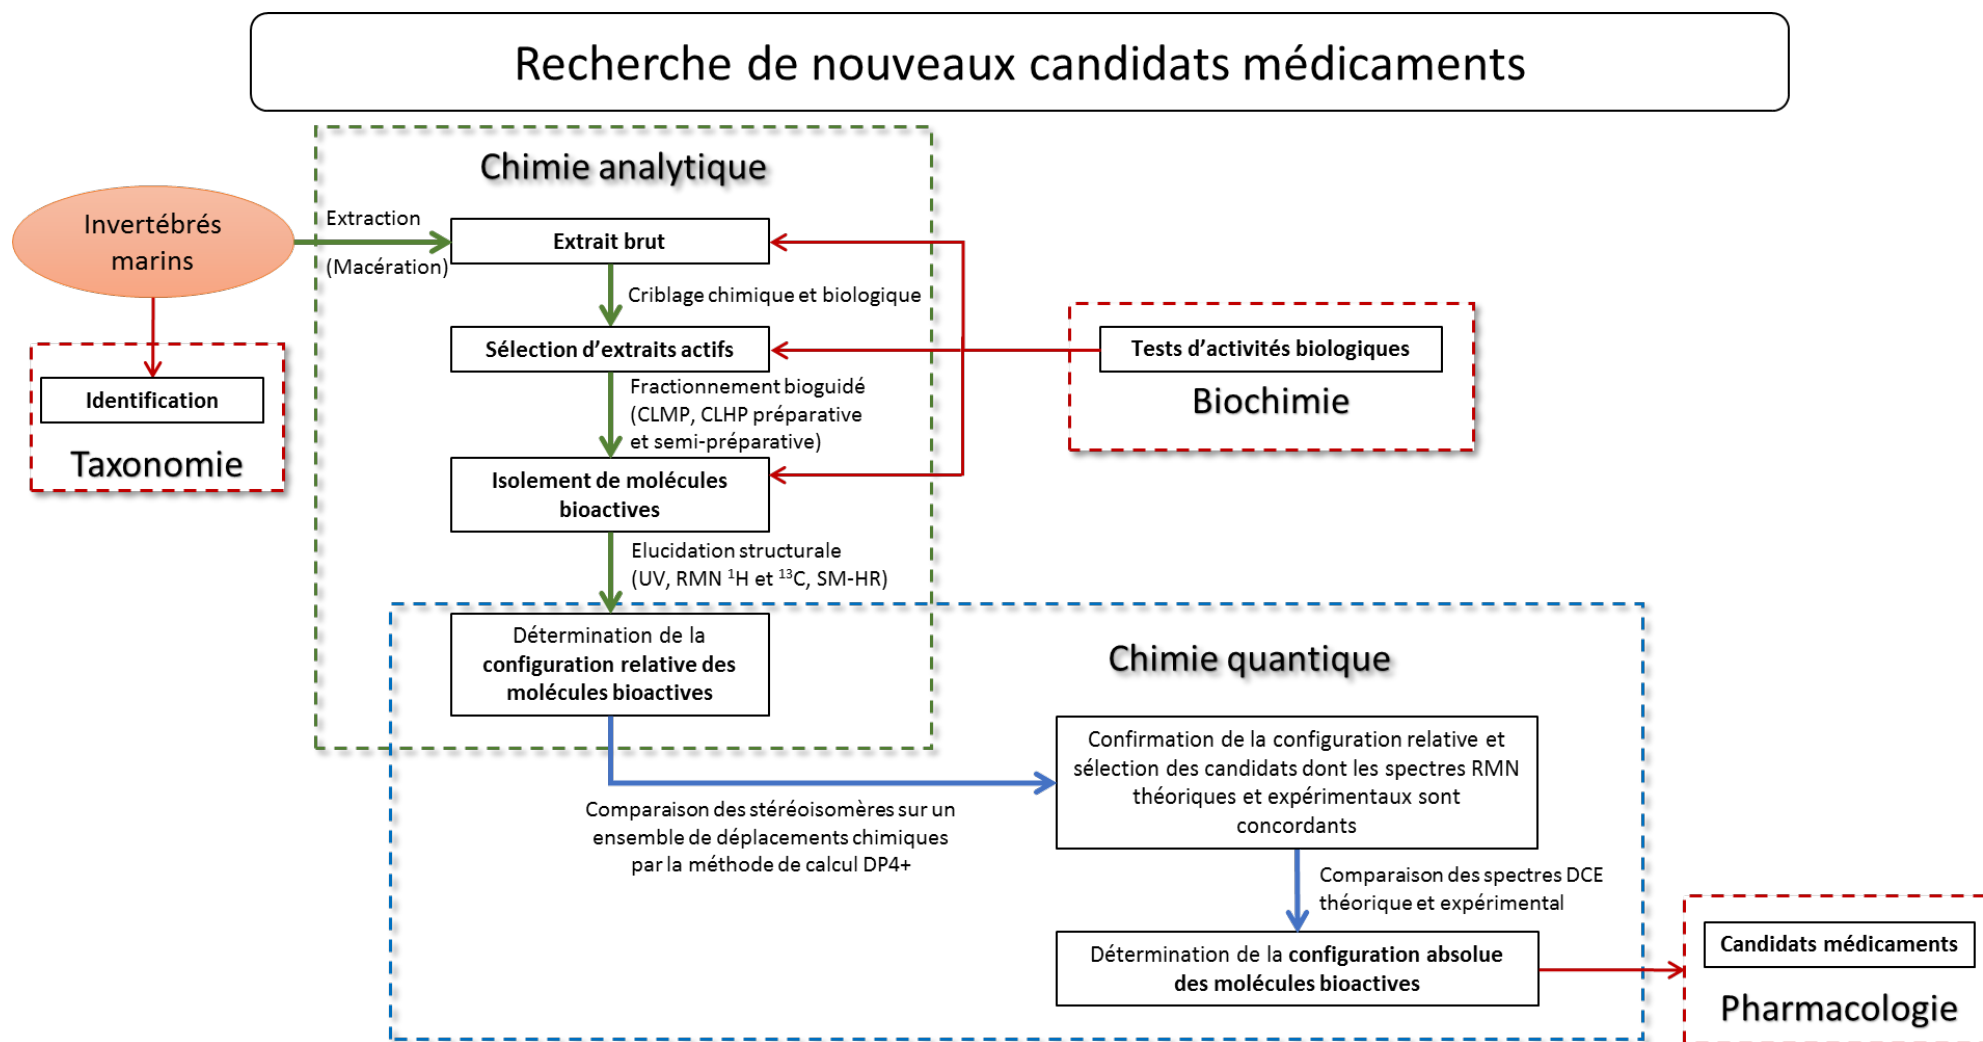 Recherche de nouveaux candidats médicaments
Chimie analytique
Invertébrés
marins
Extraction
(Macération)
Extrait brut
Criblage chimique et biologique
Sélection d’extraits actifs
Tests d’activités biologiques
Biochimie
Identification
Taxonomie
Fractionnement bioguidé
(CLMP, CLHP préparative
et semi-préparative)
Isolement de molécules
bioactives
Elucidation structurale
(UV, RMN ¹H et ¹³C, SM-HR)
Détermination de la
configuration relative des
molécules bioactives
Chimie quantique
Comparaison des stéréoisomères sur un
ensemble de déplacements chimiques
par la méthode de calcul DP4+
Confirmation de la configuration relative et
sélection des candidats dont les spectres RMN
théoriques et expérimentaux sont
concordants
Comparaison des spectres DCE
théorique et expérimental
Détermination de la configuration absolue
des molécules bioactives
Candidats médicaments
Pharmacologie